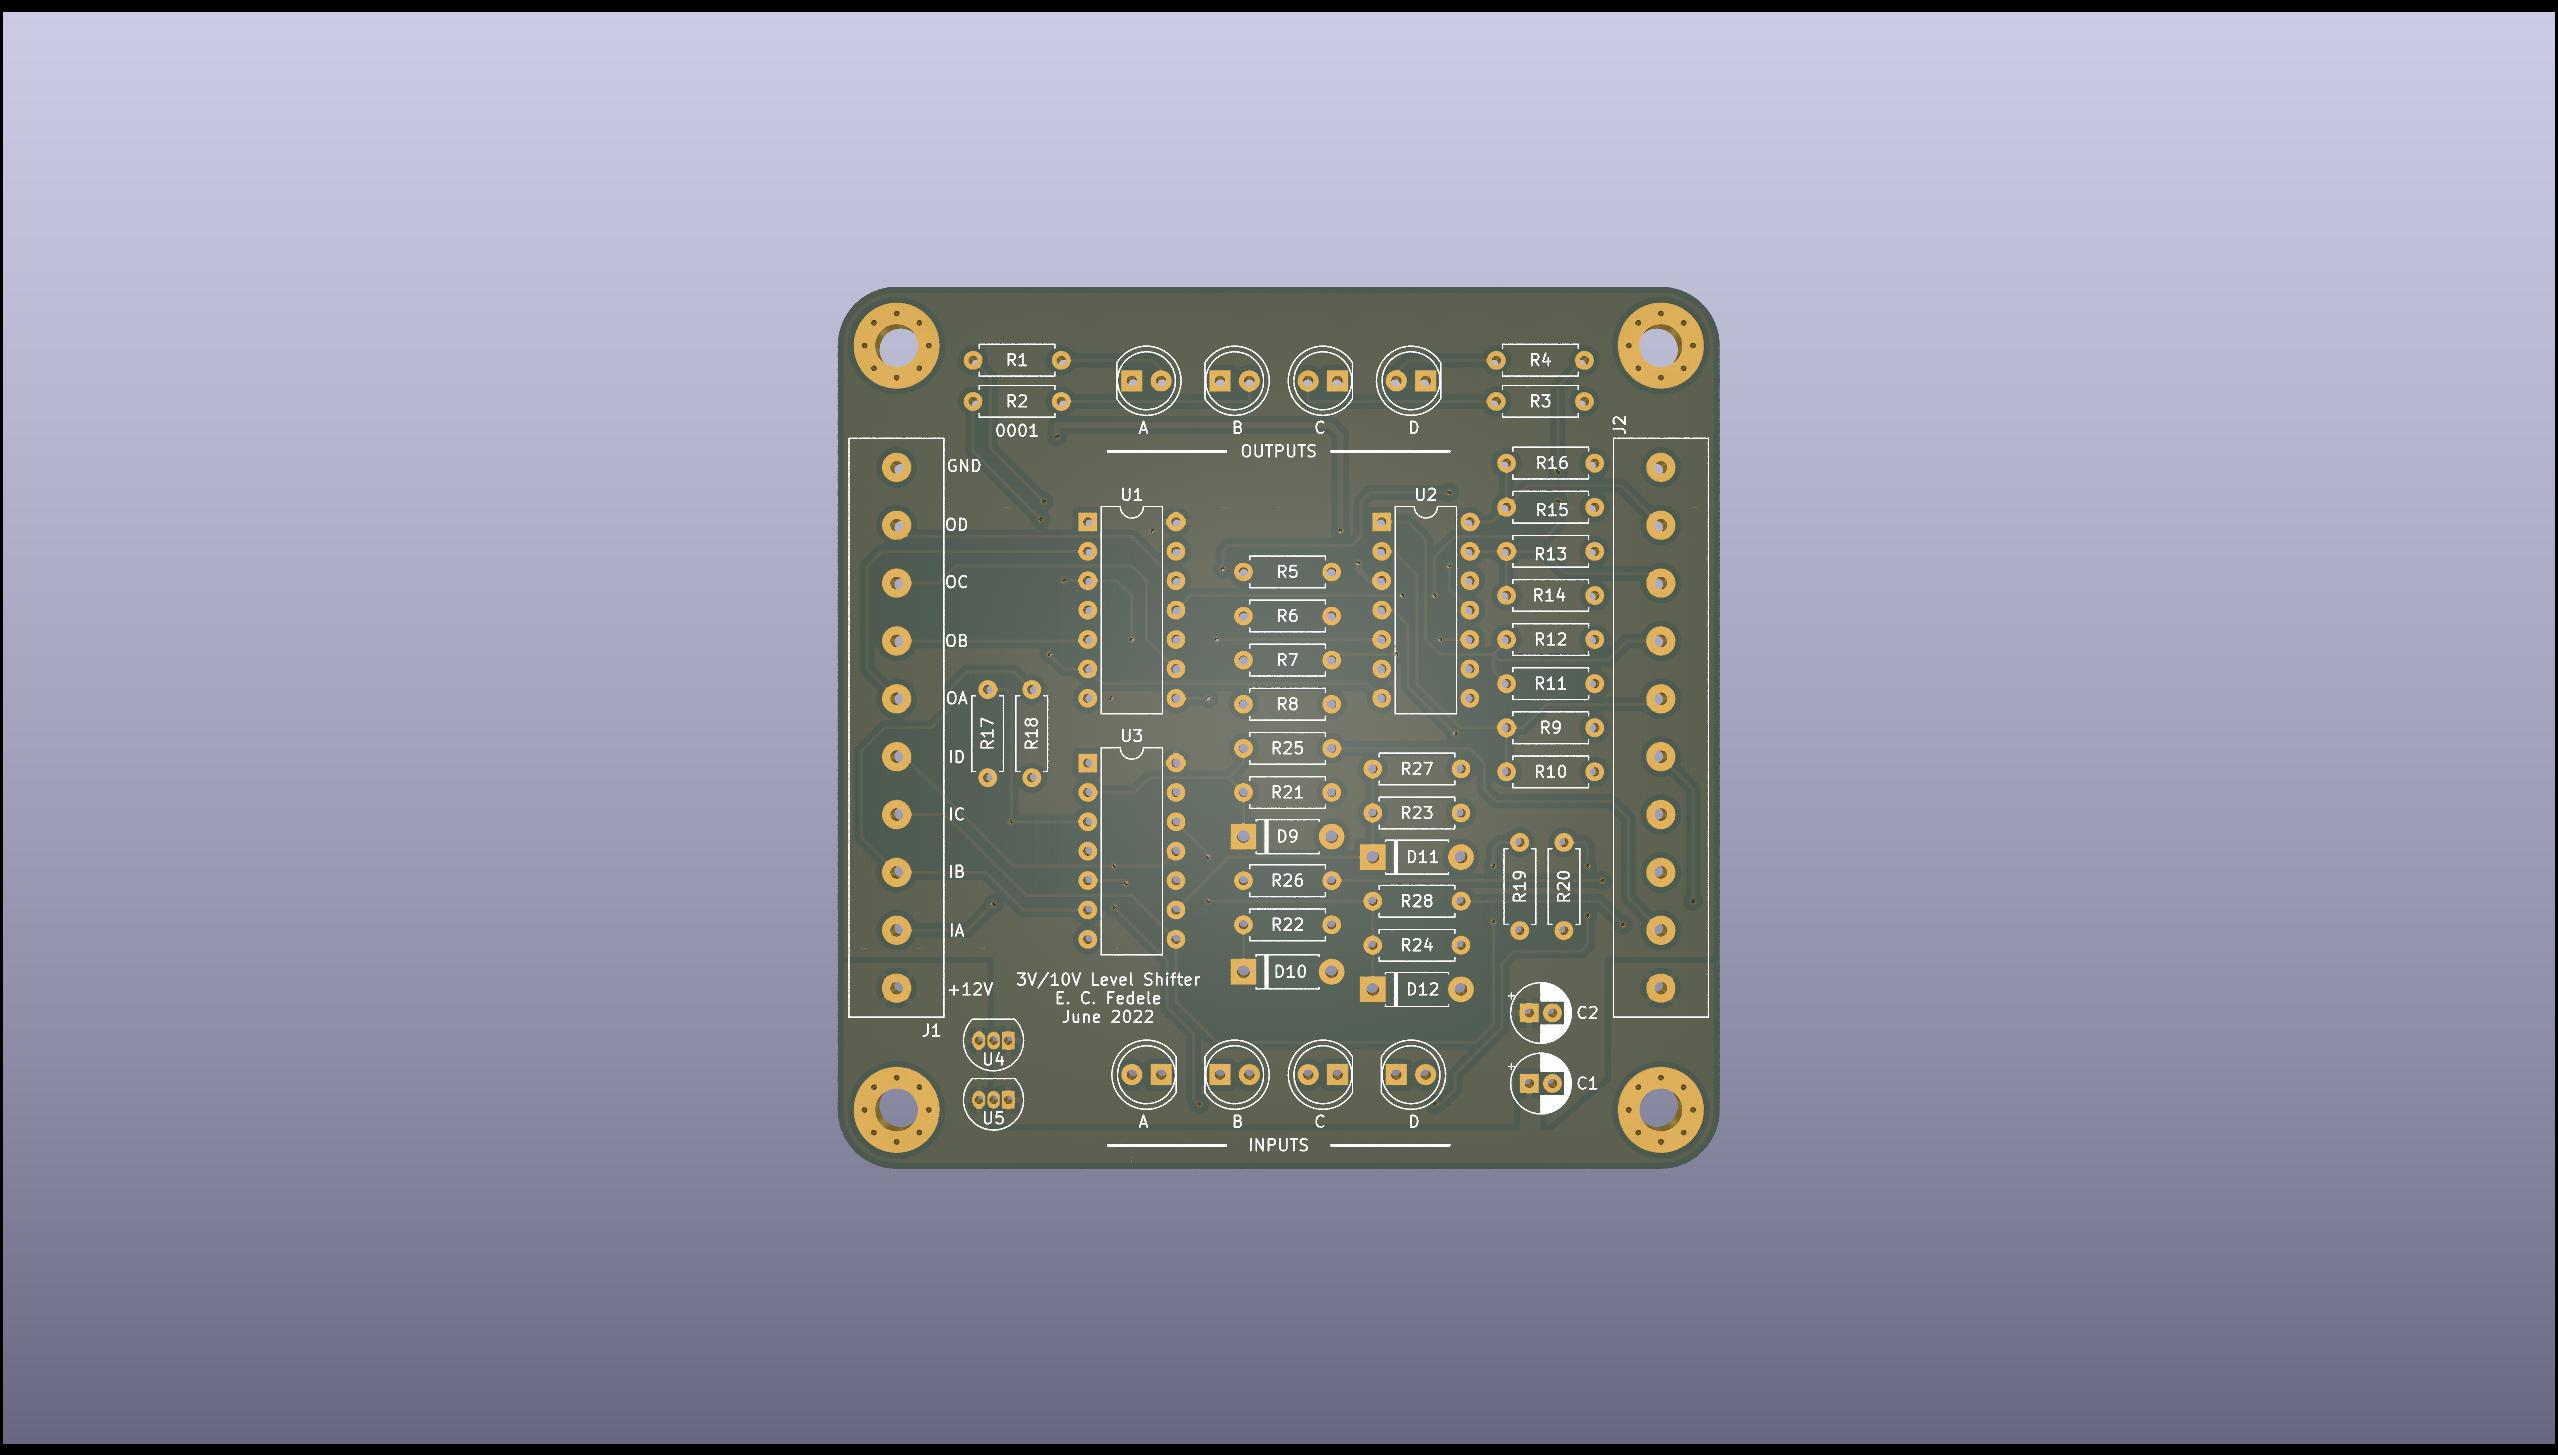 R1
R4
R2
R3
0001
A B C D
OUTPUTS
J2
GND
R16
U1
U2
R15
OD
R13
R5
OC
R14
R6
OB
R12
R7
R11
OA
R8
R17
R18
R9
U3
R25
ID
R27
R10
R21
IC
R23
D9
D11
IB
R26
R19
R20
R28
R22
IA
R24
D10
3V/10V Level Shifter
+12V
D12
E. C. Fedele
June 2022
+
C2
J1
U4
+
C1
U5
A B C D
INPUTS